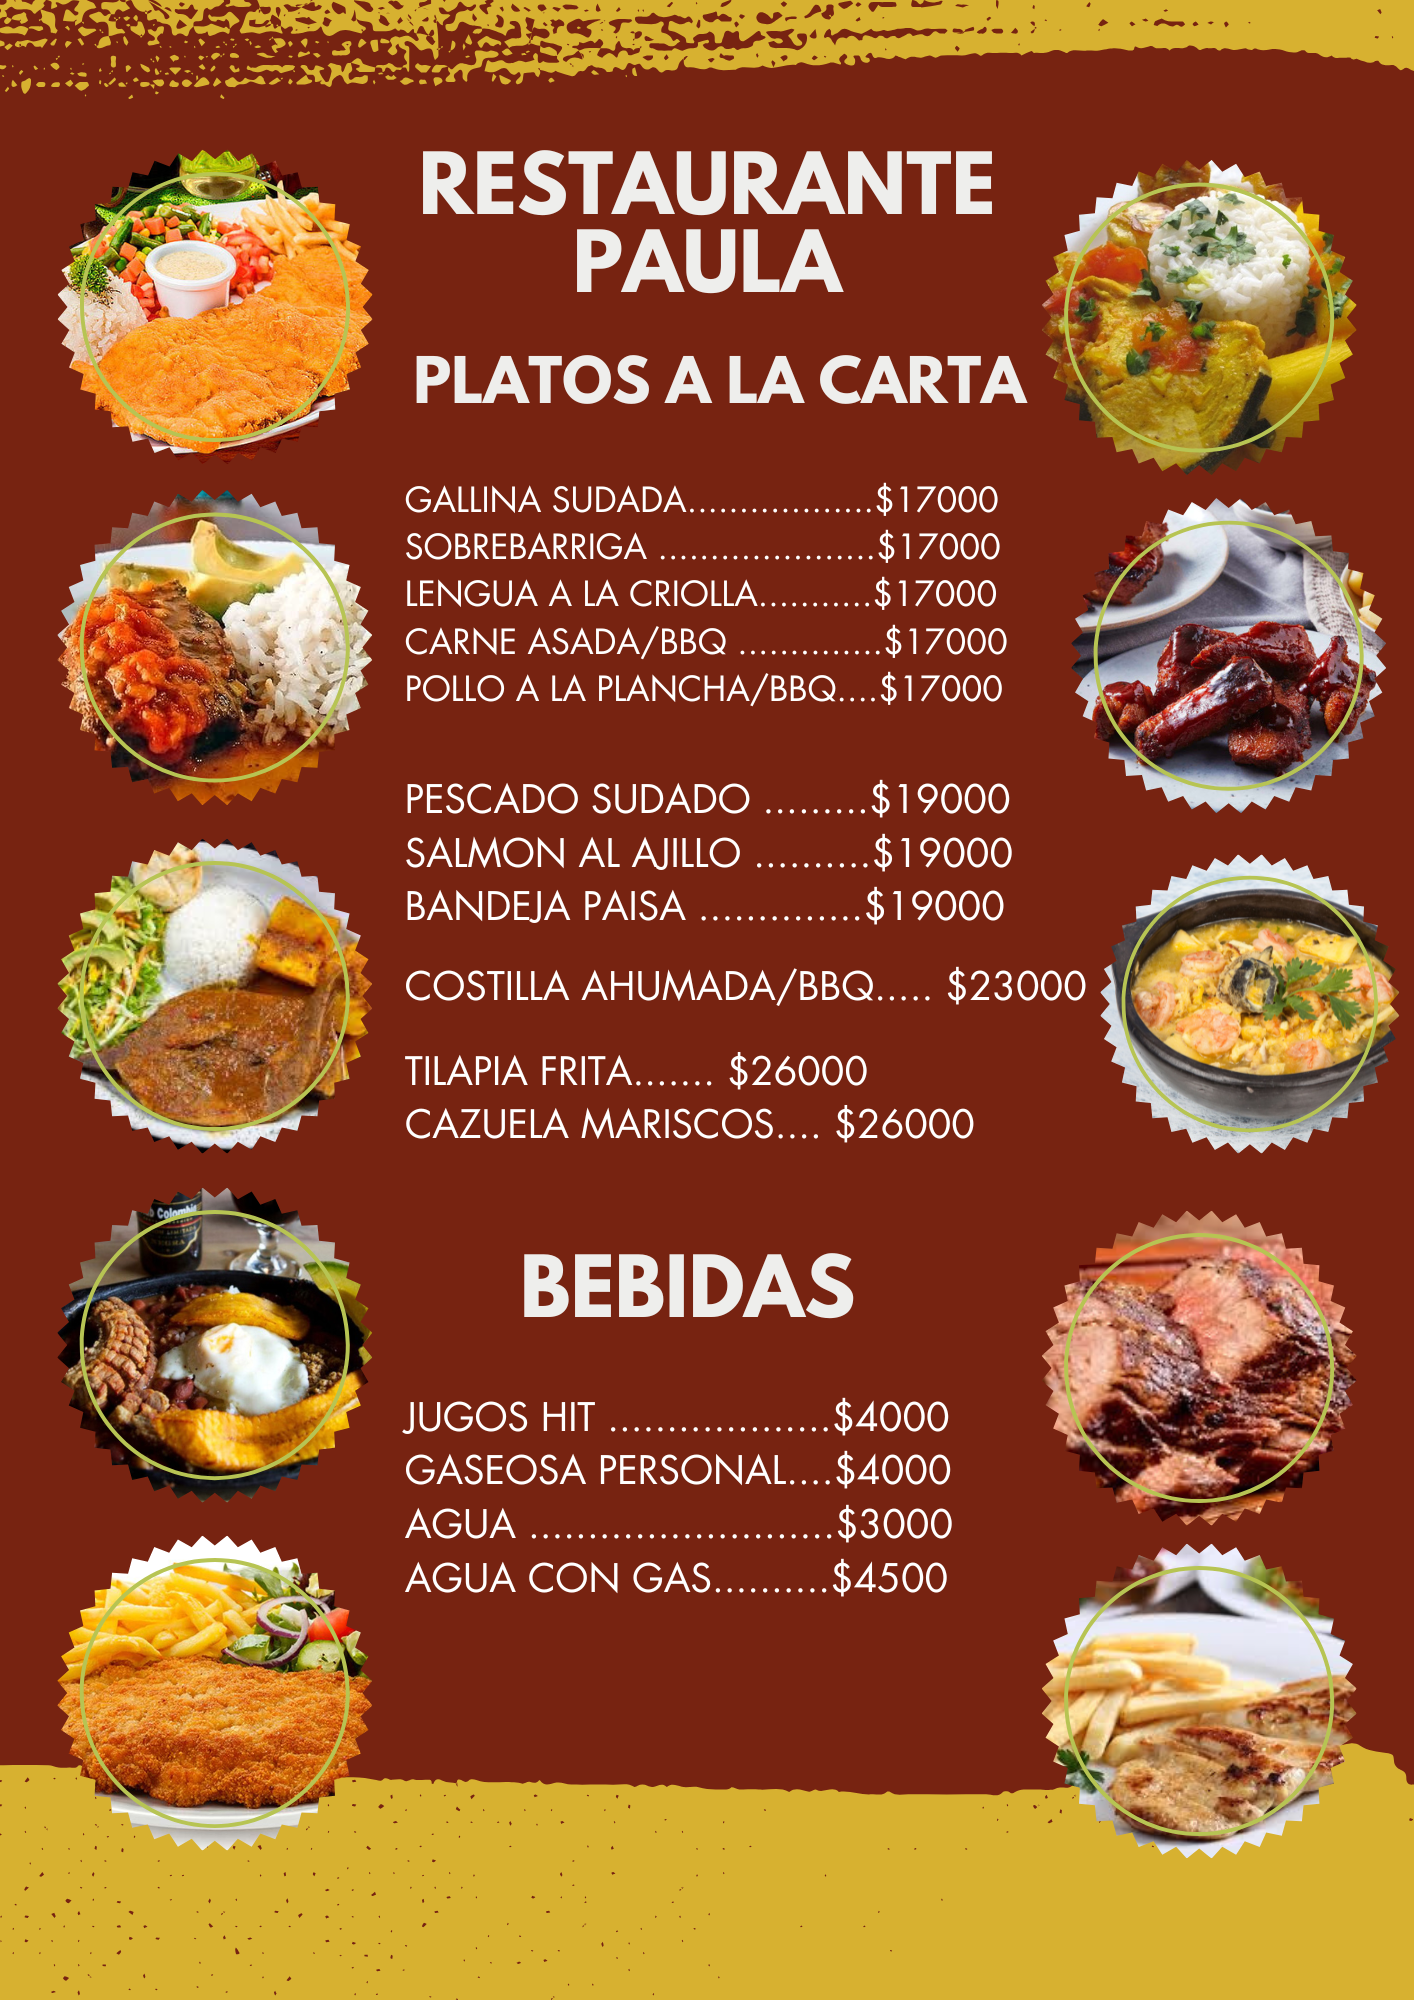 RESTAURANTE
PAULA
PLATOS A LA CARTA
GALLINA SUDADA..................$17000
SOBREBARRIGA .....................$17000
LENGUA A LA CRIOLLA...........$17000
CARNE ASADA/BBQ ..............$17000
POLLO A LA PLANCHA/BBQ....$17000
PESCADO SUDADO .........$19000
SALMON AL AJILLO ..........$19000
BANDEJA PAISA ..............$19000
COSTILLA AHUMADA/BBQ..... $23000
TILAPIA FRITA....... $26000
CAZUELA MARISCOS.... $26000
Colombia
BEBIDAS
JUGOS HIT ...................$4000
GASEOSA PERSONAL....$4000
AGUA ..........................$3000
AGUA CON GAS..........$4500